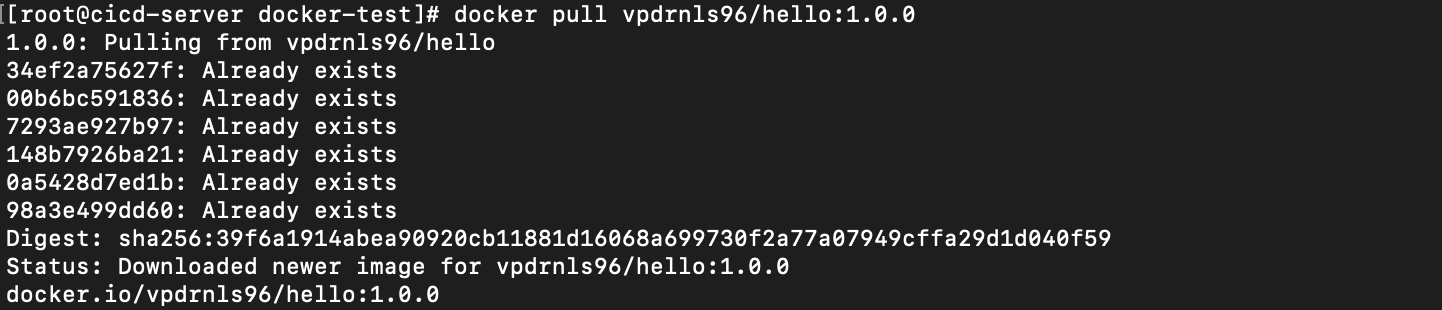 [[root@cicd-server docker-test]# docker pull vpdrnls96/hello:1.0.0
1.0.0: Pulling from vpdrnls96/hello
34ef2a75627f: Already exists
00b6bc591836: Already exists
7293ae927b97: Already exists
148b7926ba21: Already exists
0a5428d7ed1b: Already exists
98a3e499dd60: Already exists
Digest: sha256:39f6a1914abea90920cb11881d16068a699730f2a77a07949cffa29d1d040f59
Status: Downloaded newer image for vpdrnls96/hello:1.0.0
docker.io/vpdrnls96/hello:1.0.0